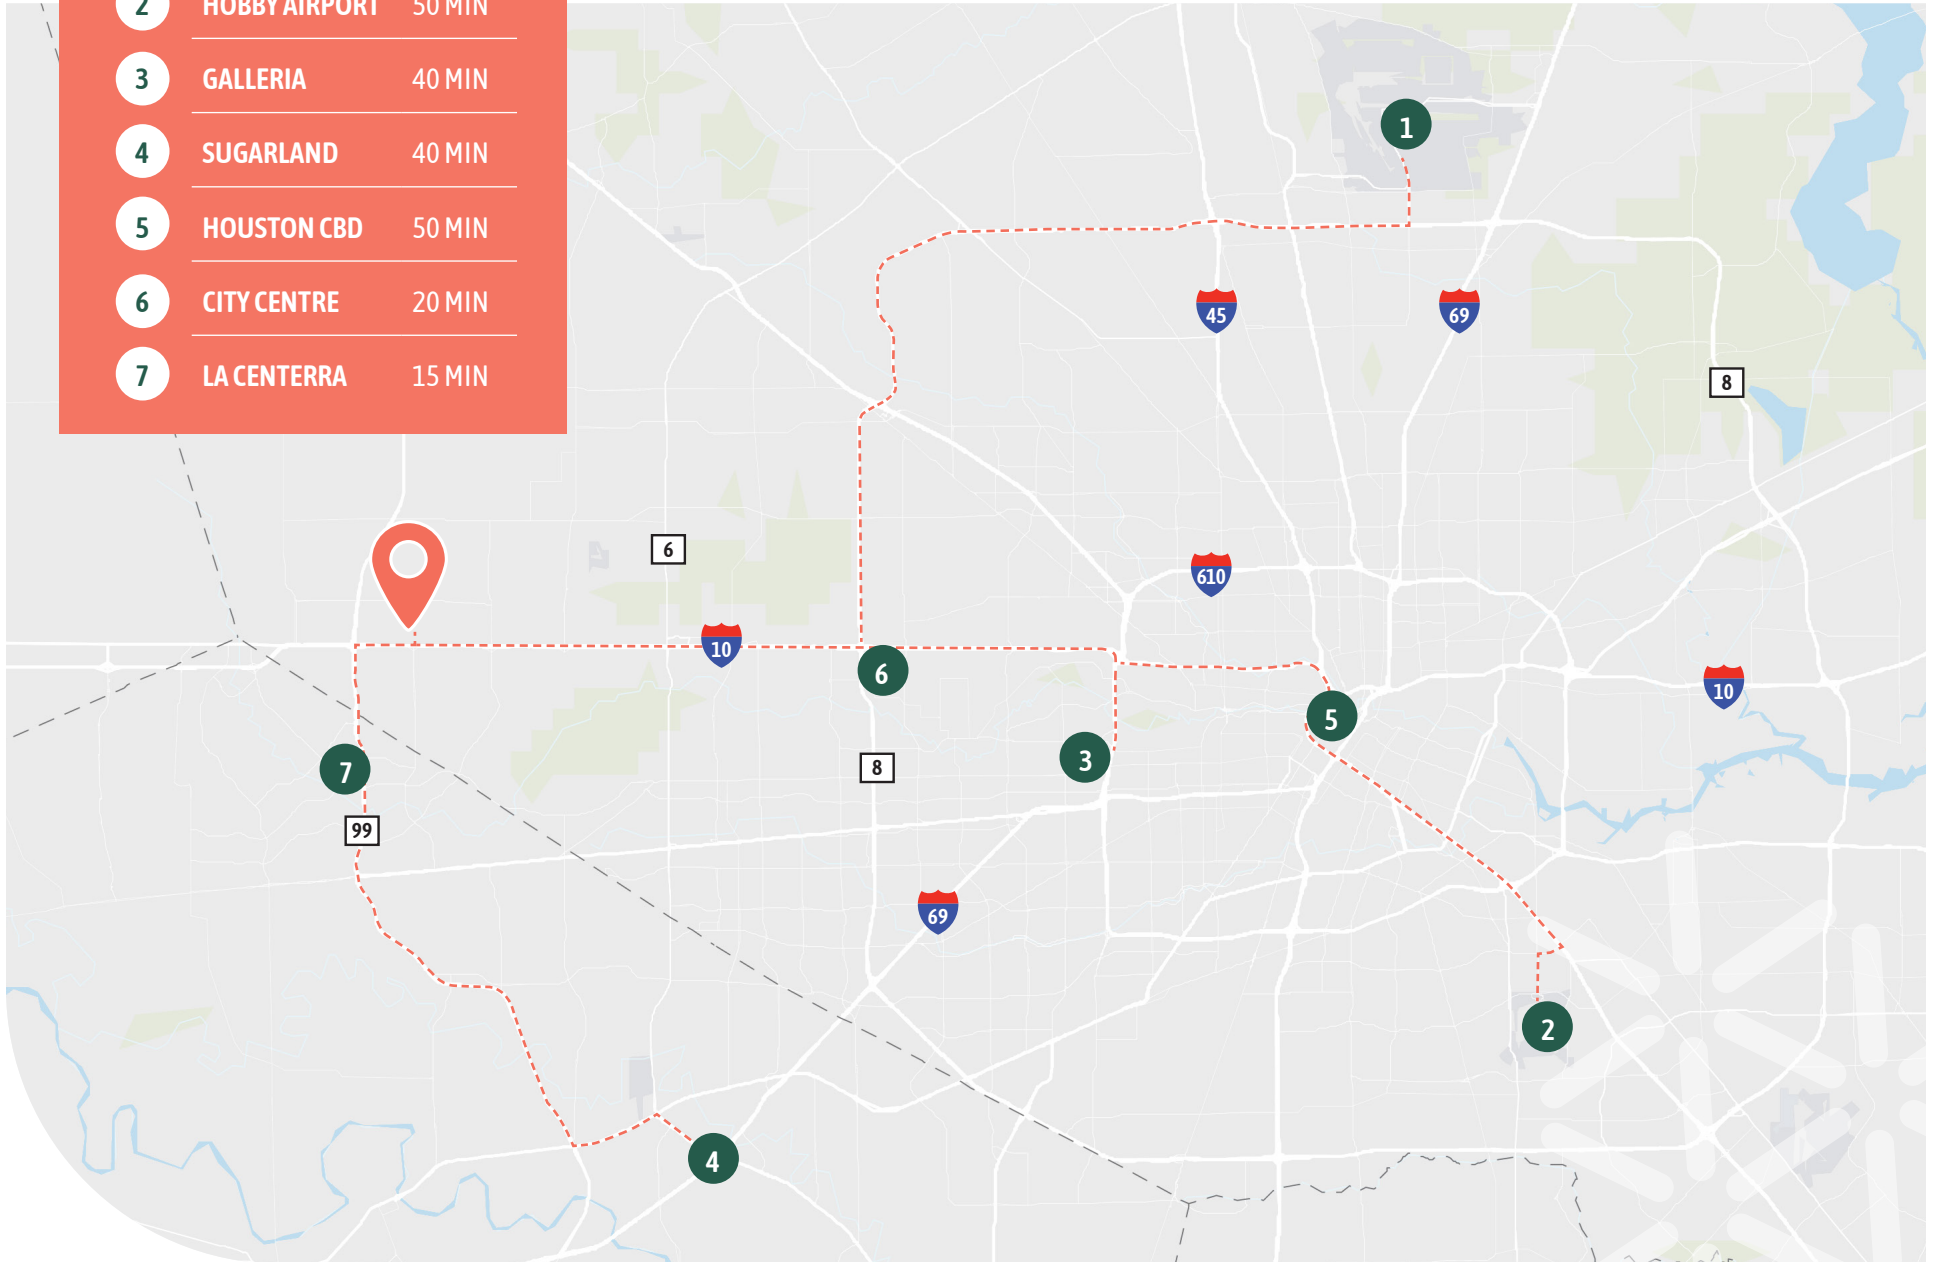 2 HOBBY AIRPORT 50 MIN
3 GALLERIA 40 MIN
4 SUGARLAND 40 MIN
5 HOUSTON CBD 50 MIN
6 CITY CENTRE 20 MIN
7 LA CENTERRA 15 MIN
1
45
69
8
6
610
10
6
10
5
3
7
8
99
69
2
4